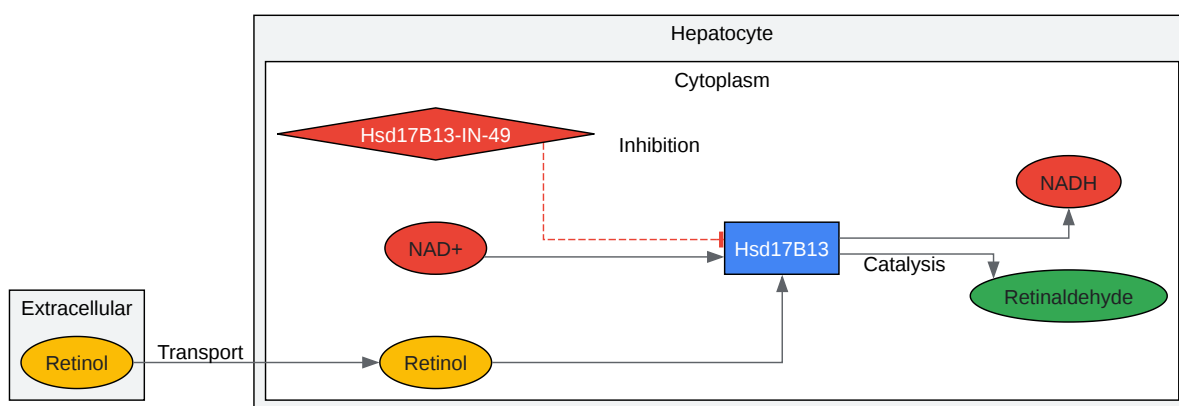 Hepatocyte
Cytoplasm
Hsd17B13-IN-49
Inhibition
NADH
NAD+
Hsd17B13
Catalysis
Retinaldehyde
Extracellular
Retinol
Transport
Retinol